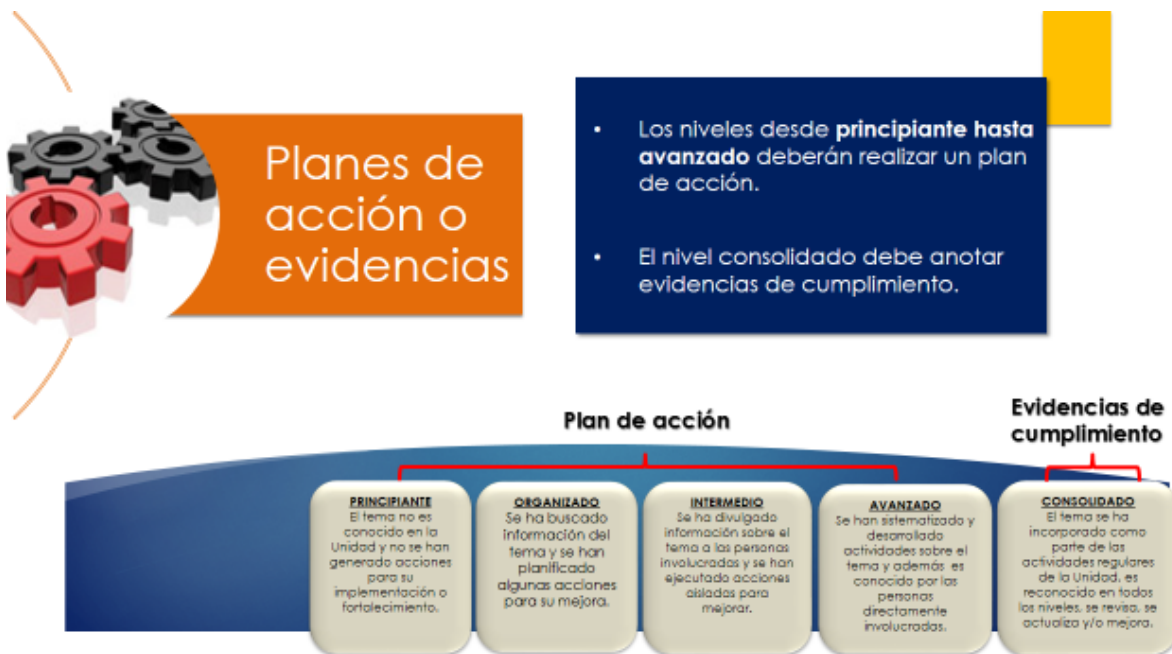 Planes de
acción o
evidencias
• Los niveles desde principiante hasta
avanzado deberán realizar un plan
de acción.
• El nivel consolidado debe anotar
evidencias de cumplimiento.
Plan de acción
Evidencias de
cumplimiento
PRINCIPIANTE
El tema no es
conocido en la
Unidad y no se han
generado acciones
para su
implementación o
fortalecimiento.
ORGANIZADO
Se ha buscado
información del
tema y se han
planificado
algunas acciones
para su mejora.
INTERMEDIO
Se ha divulgado
información sobre el
tema a las personas
involucradas y se han
ejecutado acciones
aisladas para
mejorar.
AVANZADO
Se han sistematizado y
desarrollado
actividades sobre el
tema y además es
conocido por las
personas
directamente
involucradas.
CONSOLIDADO
El tema se ha
incorporado como
parte de las
actividades regulares
de la Unidad, es
reconocido en todos
los niveles, se revisa, se
actualiza y/o mejora.